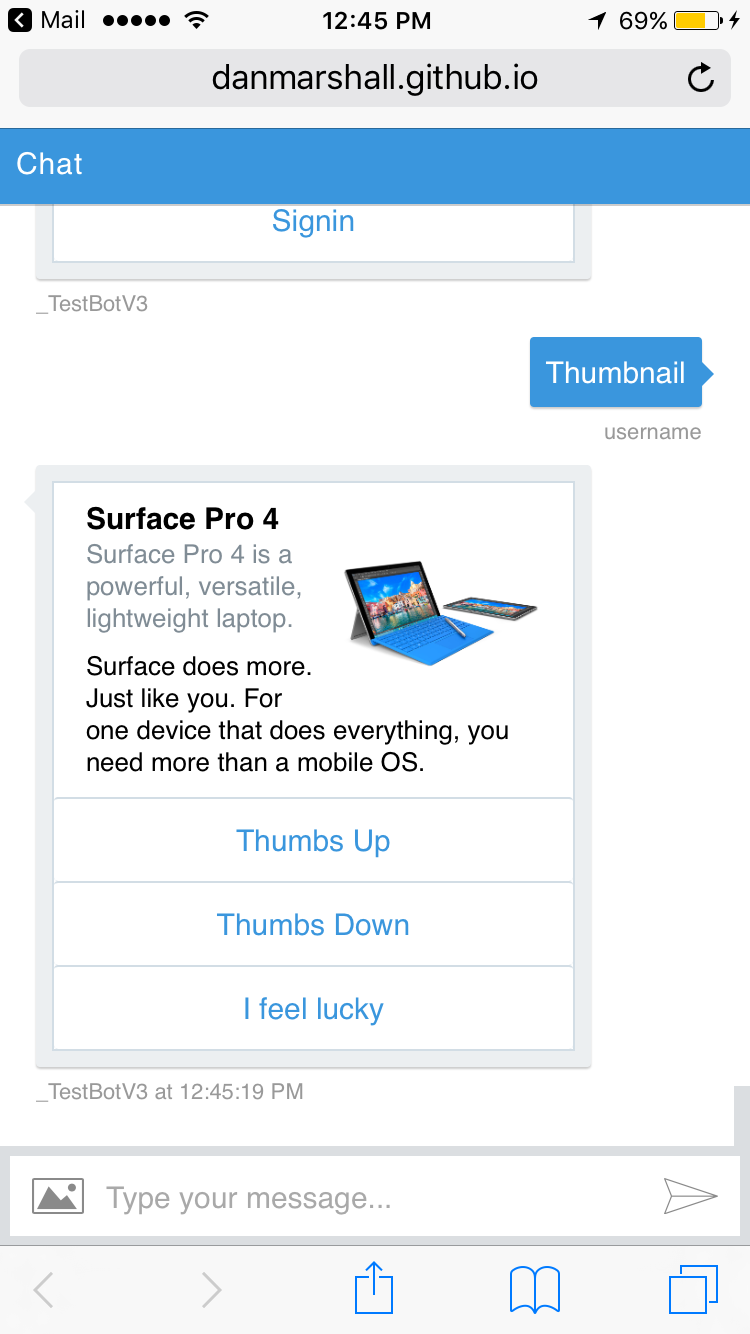 Mail 12:45 PM 69%
danmarshall.github.io
Chat
Signin
_TestBotV3
Thumbnail
username
Surface Pro 4
Surface Pro 4 is a
powerful, versatile,
lightweight laptop.
Surface does more.
Just like you. For
one device that does everything, you
need more than a mobile OS.
Thumbs Up
Thumbs Down
I feel lucky
_TestBotV3 at 12:45:19 PM
Type your message...